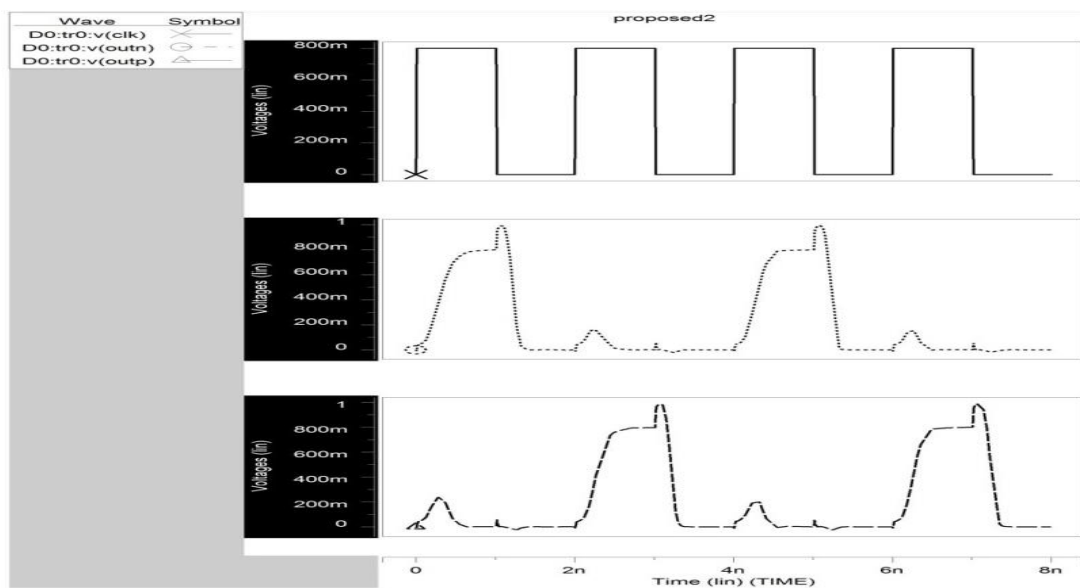 Wave Symbol
D0:tr0:v(clk)
D0:tr0:v(outn)
D0:tr0:v(outp)
proposed2
Voltages (lin)
800m
600m
400m
200m
0
Voltages (lin)
1
800m
600m
400m
200m
0
Voltages (lin)
1
800m
600m
400m
200m
0
0 2n 4n 6n 8n
Time (lin) (TIME)